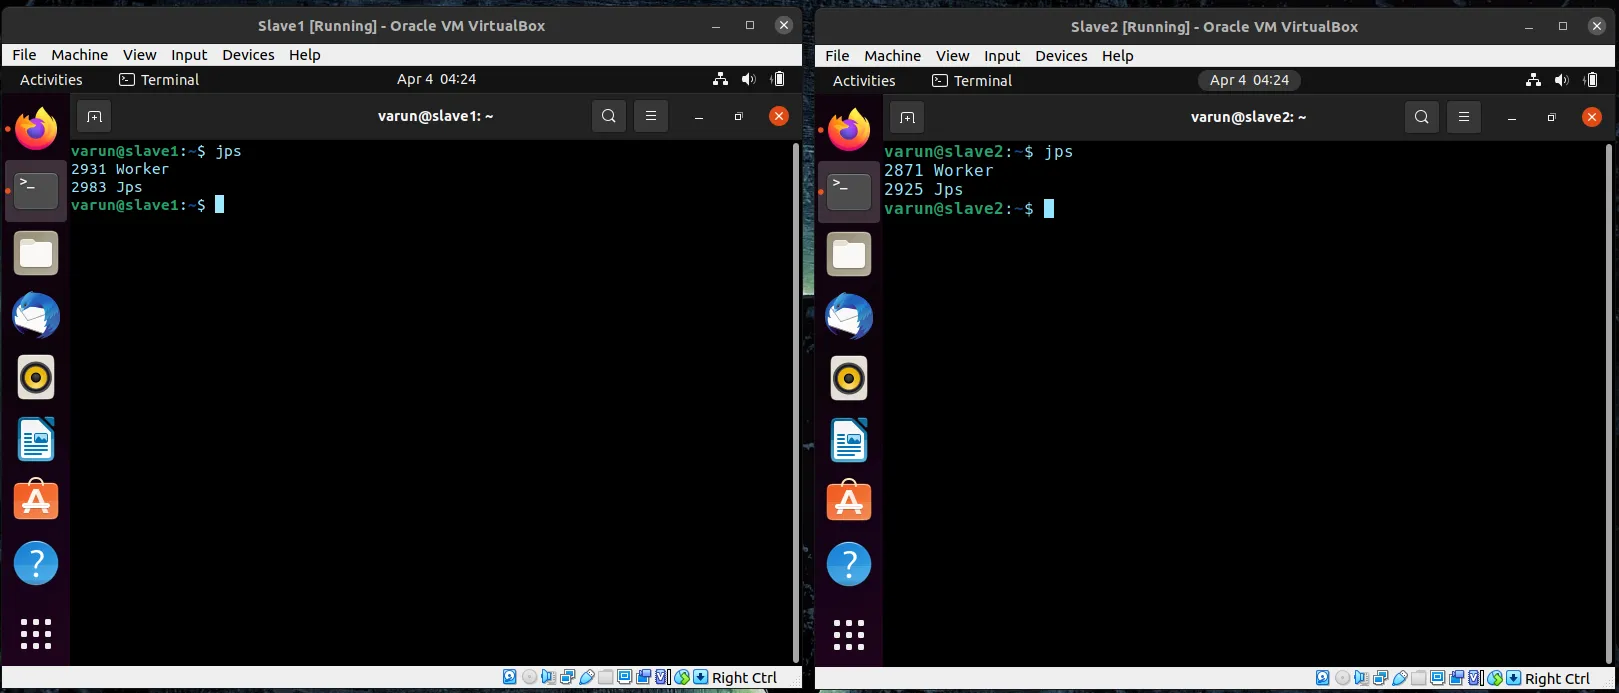 Slave1 [Running] - Oracle VM VirtualBox
File Machine View Input Devices Help
Activities Terminal Apr 4 04:24
varun@slave1: ~
varun@slave1:~$ jps
2931 Worker
2983 Jps
varun@slave1:~$
Right Ctrl
Slave2 [Running] - Oracle VM VirtualBox
File Machine View Input Devices Help
Activities Terminal Apr 4 04:24
varun@slave2: ~
varun@slave2:~$ jps
2871 Worker
2925 Jps
varun@slave2:~$
Right Ctrl